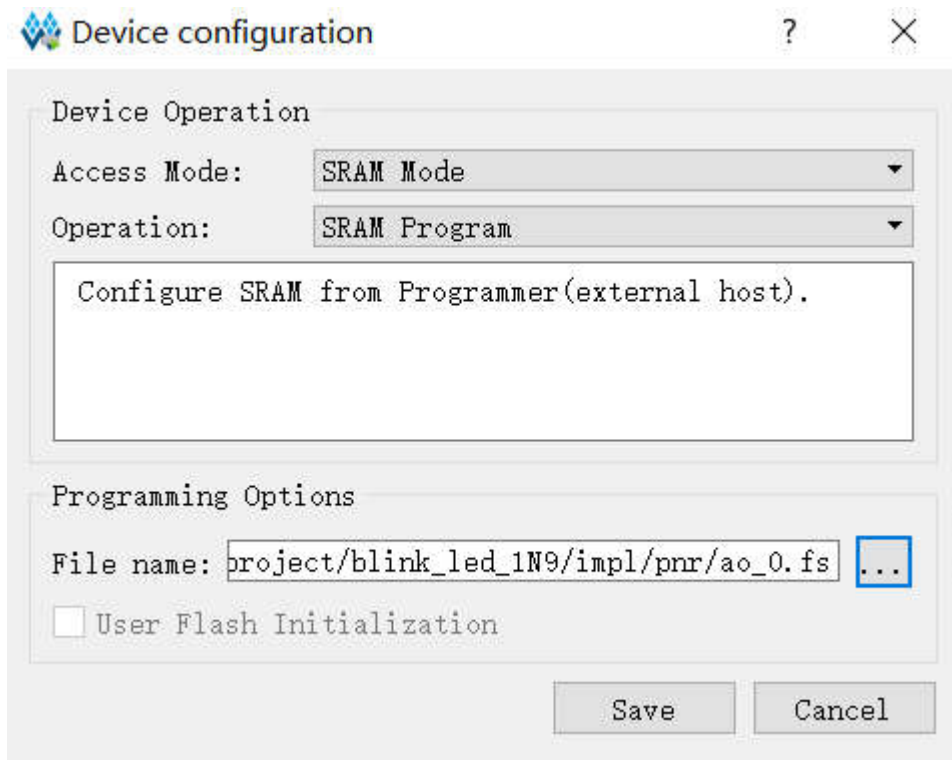 Device configuration ?
Device Operation
Access Mode: SRAM Mode
Operation: SRAM Program
Configure SRAM from Programmer(external host).
Programming Options
File name: project/blink_led_1N9/impl/pnr/ao_0.fs ...
User Flash Initialization
Save Cancel